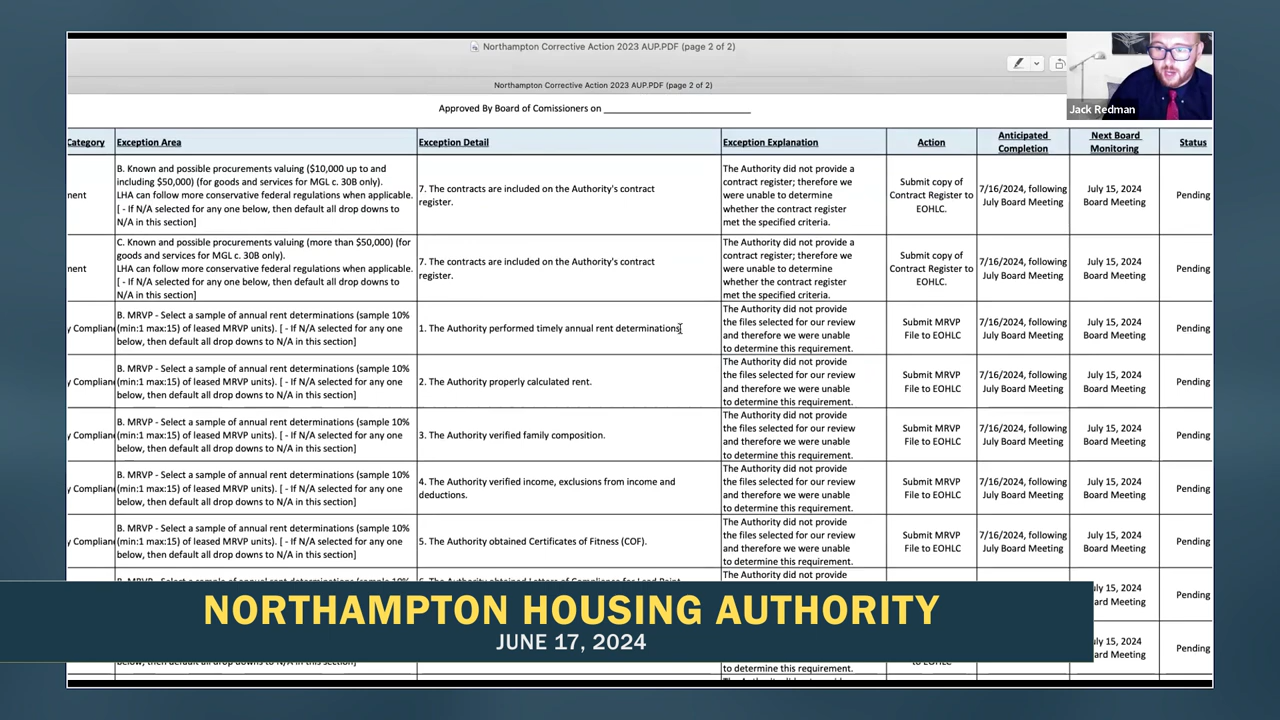 Northampton Corrective Action 2023 AUP.PDF (page 2 of 2)
Northampton Corrective Action 2023 AUP.PDF (page 2 of 2)
Jack Redman
Approved By Board of Comissioners on
Category
Exception Area
Exception Detail
Exception Explanation
Action
Anticipated
Completion
Next Board
Monitoring
Status
nent
B. Known and possible procurements valuing ($10,000 up to and
including $50,000) (for goods and services for MGL c. 30B only).
LHA can follow more conservative federal regulations when applicable.
[ - If N/A selected for any one below, then default all drop downs to
N/A in this section]
7. The contracts are included on the Authority's contract
register.
The Authority did not provide a
contract register; therefore we
were unable to determine
whether the contract register
met the specified criteria.
Submit copy of
Contract Register to
EOHLC.
7/16/2024, following
July Board Meeting
July 15, 2024
Board Meeting
Pending
nent
C. Known and possible procurements valuing (more than $50,000) (for
goods and services for MGL c. 30B only).
LHA can follow more conservative federal regulations when applicable.
[ - If N/A selected for any one below, then default all drop downs to
N/A in this section]
7. The contracts are included on the Authority's contract
register.
The Authority did not provide a
contract register; therefore we
were unable to determine
whether the contract register
met the specified criteria.
Submit copy of
Contract Register to
EOHLC.
7/16/2024, following
July Board Meeting
July 15, 2024
Board Meeting
Pending
y Complianc
B. MRVP - Select a sample of annual rent determinations (sample 10%
(min:1 max:15) of leased MRVP units). [ - If N/A selected for any one
below, then default all drop downs to N/A in this section]
1. The Authority performed timely annual rent determinations.
The Authority did not provide
the files selected for our review
and therefore we were unable
to determine this requirement.
Submit MRVP
File to EOHLC
7/16/2024, following
July Board Meeting
July 15, 2024
Board Meeting
Pending
y Complianc
B. MRVP - Select a sample of annual rent determinations (sample 10%
(min:1 max:15) of leased MRVP units). [ - If N/A selected for any one
below, then default all drop downs to N/A in this section]
2. The Authority properly calculated rent.
The Authority did not provide
the files selected for our review
and therefore we were unable
to determine this requirement.
Submit MRVP
File to EOHLC
7/16/2024, following
July Board Meeting
July 15, 2024
Board Meeting
Pending
y Complianc
B. MRVP - Select a sample of annual rent determinations (sample 10%
(min:1 max:15) of leased MRVP units). [ - If N/A selected for any one
below, then default all drop downs to N/A in this section]
3. The Authority verified family composition.
The Authority did not provide
the files selected for our review
and therefore we were unable
to determine this requirement.
Submit MRVP
File to EOHLC
7/16/2024, following
July Board Meeting
July 15, 2024
Board Meeting
Pending
y Complianc
B. MRVP - Select a sample of annual rent determinations (sample 10%
(min:1 max:15) of leased MRVP units). [ - If N/A selected for any one
below, then default all drop downs to N/A in this section]
4. The Authority verified income, exclusions from income and
deductions.
The Authority did not provide
the files selected for our review
and therefore we were unable
to determine this requirement.
Submit MRVP
File to EOHLC
7/16/2024, following
July Board Meeting
July 15, 2024
Board Meeting
Pending
y Complianc
B. MRVP - Select a sample of annual rent determinations (sample 10%
(min:1 max:15) of leased MRVP units). [ - If N/A selected for any one
below, then default all drop downs to N/A in this section]
5. The Authority obtained Certificates of Fitness (COF).
The Authority did not provide
the files selected for our review
and therefore we were unable
to determine this requirement.
Submit MRVP
File to EOHLC
7/16/2024, following
July Board Meeting
July 15, 2024
Board Meeting
Pending
The Authority did not provide
July 15, 2024
ard Meeting
Pending
NORTHAMPTON HOUSING AUTHORITY
JUNE 17, 2024
uly 15, 2024
ard Meeting
Pending
below, then default all drop downs to N/A in this section]
to determine this requirement.